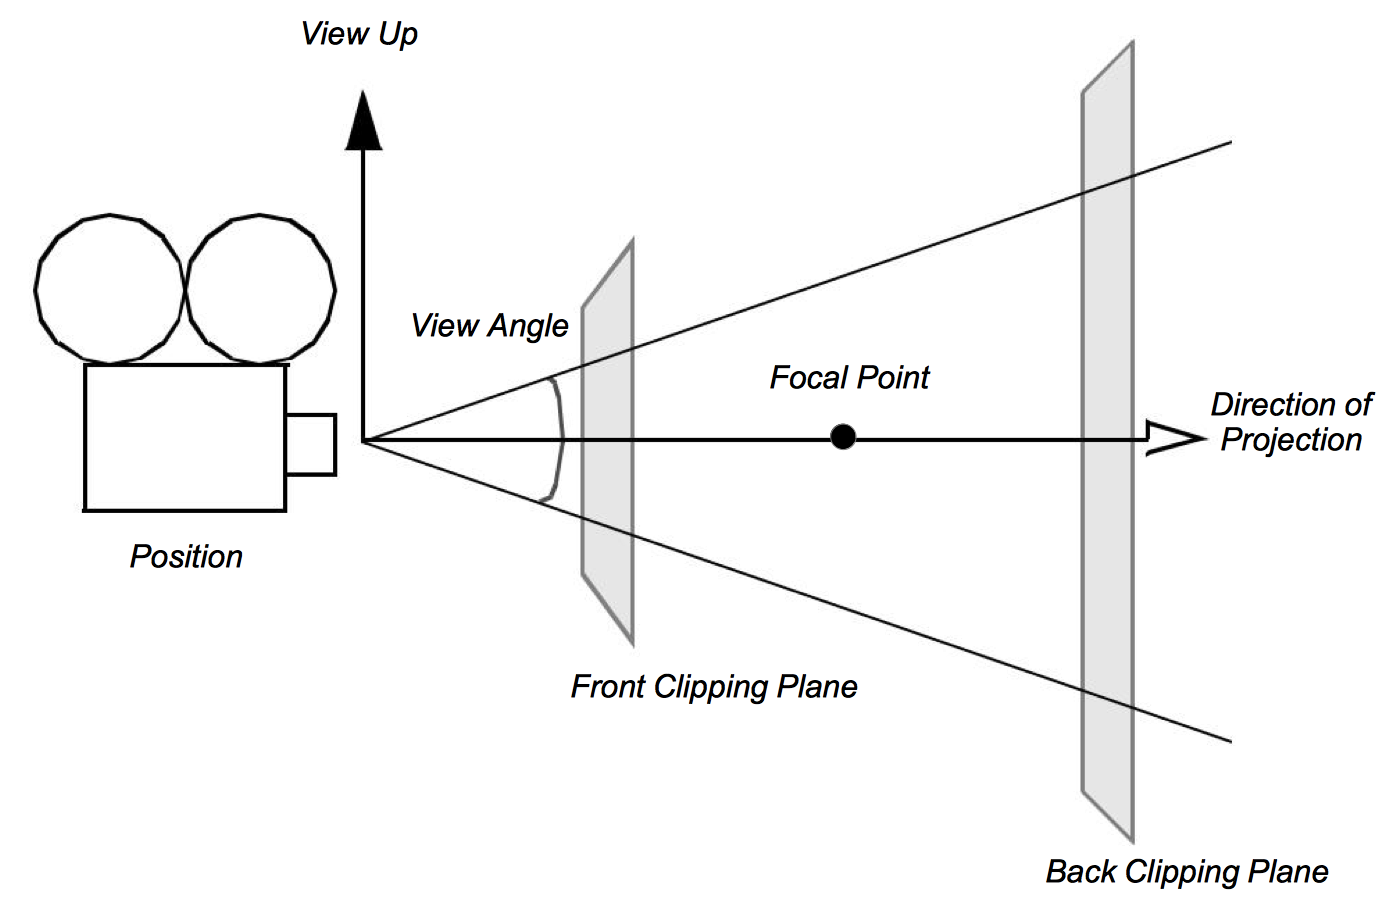 View Up
View Angle
Focal Point
Direction of
Projection
Position
Front Clipping Plane
Back Clipping Plane